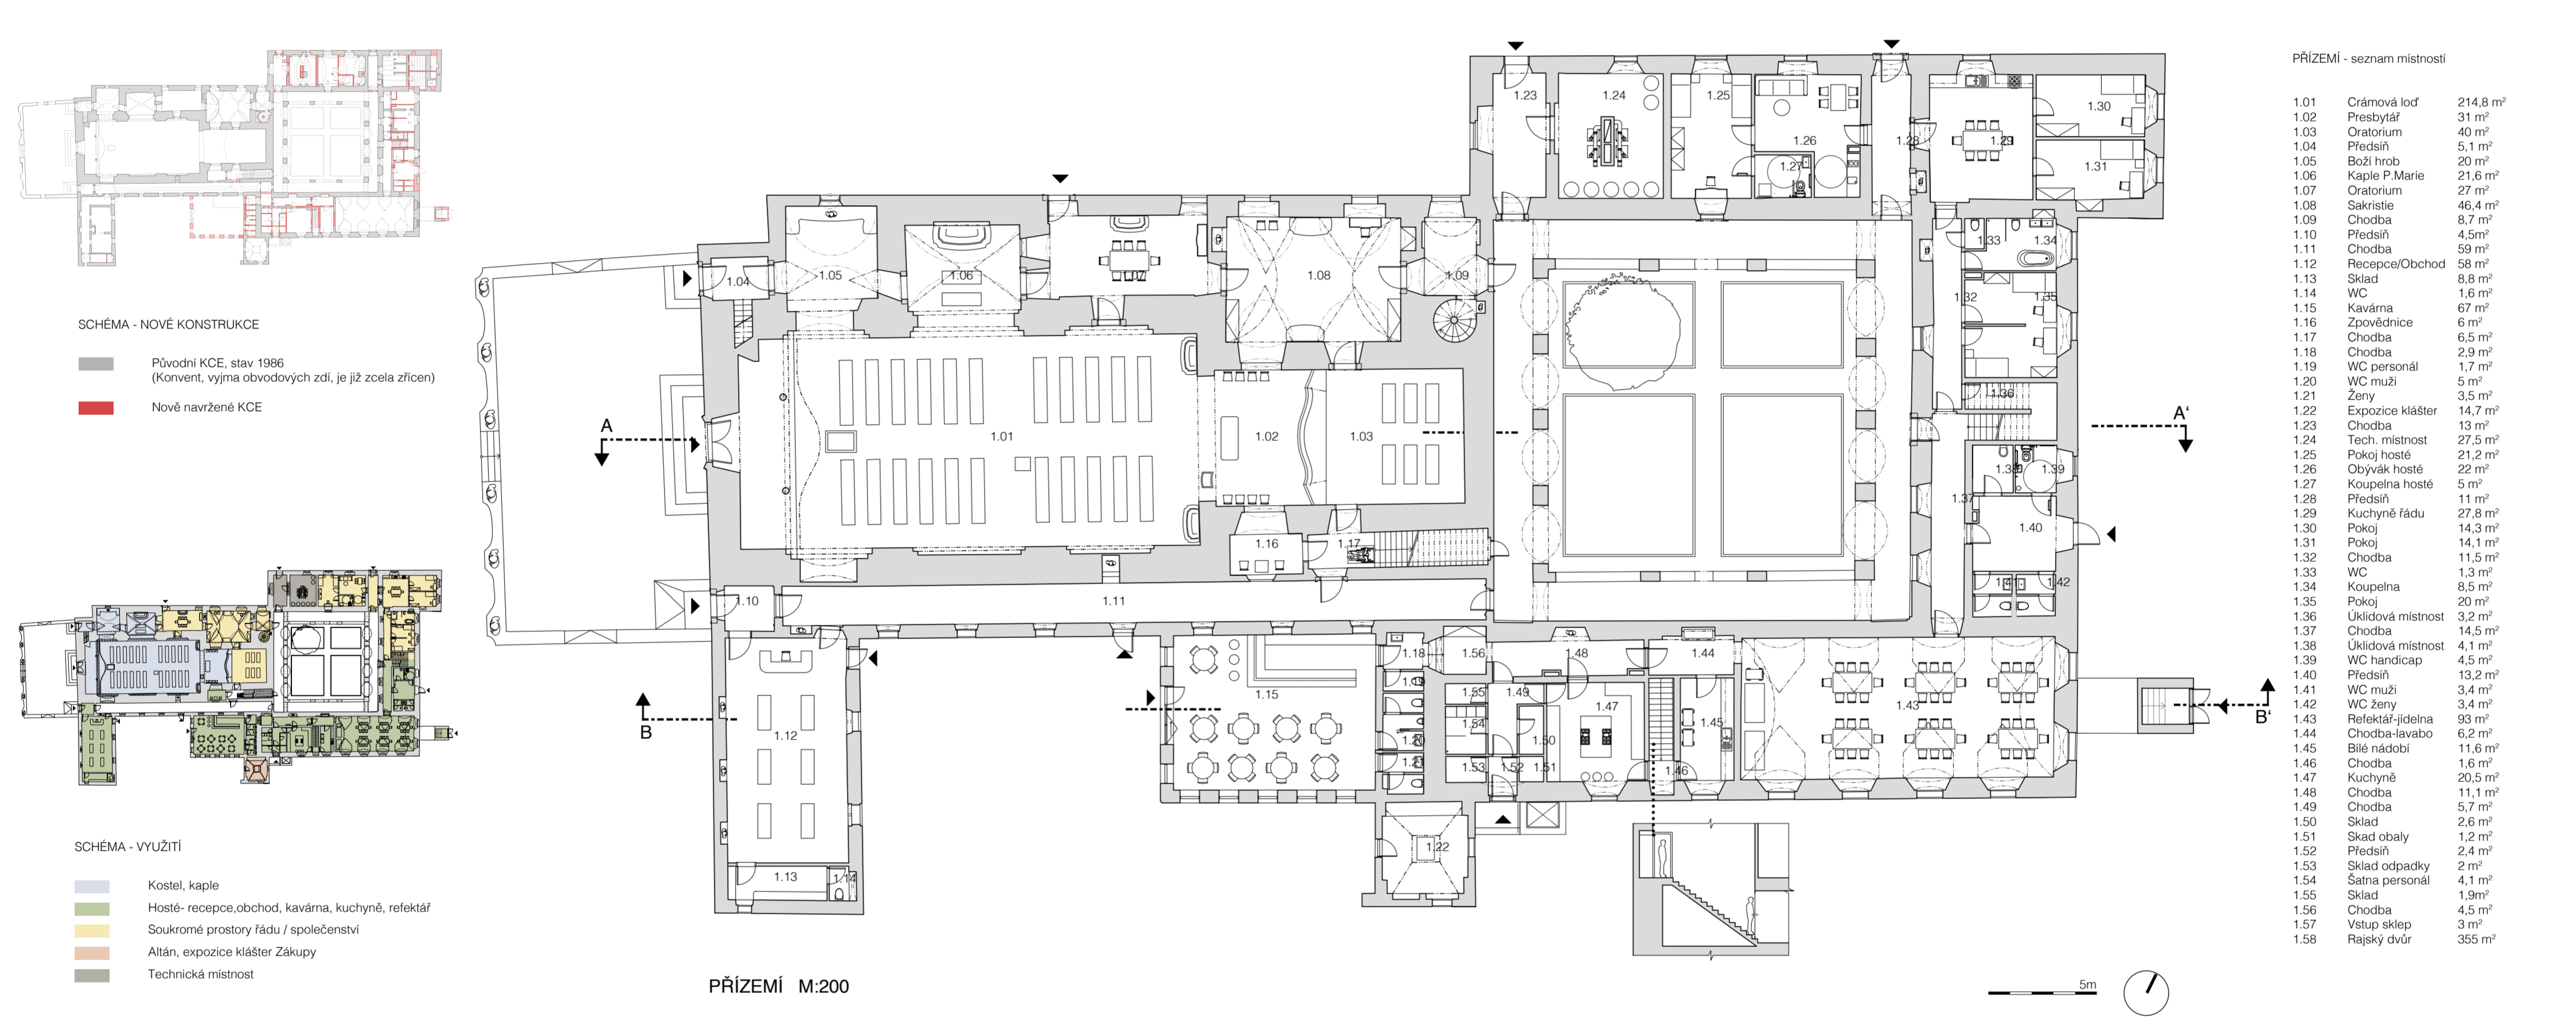 SCHÉMA - NOVÉ KONSTRUKCE
Původní KCE, stav 1986
(Konvent, vyjma obvodových zdí, je již zcela zřícen)
Nově navržené KCE
SCHÉMA - VYUŽITÍ
Kostel, kaple
Hosté- recepce,obchod, kavárna, kuchyně, refektář
Soukromé prostory řádu / společenství
Altán, expozice klášter Zákupy
Technická místnost
1.23
1.24
1.25
1.26
1.27
1.28
1.29
1.30
1.31
1.04
1.05
1.06
1.07
1.08
1.09
1.33
1.34
1.32
1.35
1.36
A
1.01
1.02
1.03
A'
1.38
1.39
1.37
1.40
1.16
1.17
1.41
1.42
1.10
1.11
1.18
1.56
1.48
1.44
1.19
1.55
1.49
1.15
1.47
1.43
B
1.12
1.54
1.45
B'
1.20
1.50
1.21
1.53
1.52
1.51
1.46
1.22
1.13
1.14
PŘÍZEMÍ M:200
5m
PŘÍZEMÍ - seznam místností
1.01 Crámová loď 214,8 m²
1.02 Presbytář 31 m²
1.03 Oratorium 40 m²
1.04 Předsíň 5,1 m²
1.05 Boží hrob 20 m²
1.06 Kaple P.Marie 21,6 m²
1.07 Oratorium 27 m²
1.08 Sakristie 46,4 m²
1.09 Chodba 8,7 m²
1.10 Předsíň 4,5m²
1.11 Chodba 59 m²
1.12 Recepce/Obchod 58 m²
1.13 Sklad 8,8 m²
1.14 WC 1,6 m²
1.15 Kavárna 67 m²
1.16 Zpovědnice 6 m²
1.17 Chodba 6,5 m²
1.18 Chodba 2,9 m²
1.19 WC personál 1,7 m²
1.20 WC muži 5 m²
1.21 Ženy 3,5 m²
1.22 Expozice klášter 14,7 m²
1.23 Chodba 13 m²
1.24 Tech. místnost 27,5 m²
1.25 Pokoj hosté 21,2 m²
1.26 Obývák hosté 22 m²
1.27 Koupelna hosté 5 m²
1.28 Předsíň 11 m²
1.29 Kuchyně řádu 27,8 m²
1.30 Pokoj 14,3 m²
1.31 Pokoj 14,1 m²
1.32 Chodba 11,5 m²
1.33 WC 1,3 m²
1.34 Koupelna 8,5 m²
1.35 Pokoj 20 m²
1.36 Úklidová místnost 3,2 m²
1.37 Chodba 14,5 m²
1.38 Úklidová místnost 4,1 m²
1.39 WC handicap 4,5 m²
1.40 Předsíň 13,2 m²
1.41 WC muži 3,4 m²
1.42 WC ženy 3,4 m²
1.43 Refektář-jídelna 93 m²
1.44 Chodba-lavabo 6,2 m²
1.45 Bílé nádobí 11,6 m²
1.46 Chodba 1,6 m²
1.47 Kuchyně 20,5 m²
1.48 Chodba 11,1 m²
1.49 Chodba 5,7 m²
1.50 Sklad 2,6 m²
1.51 Skad obaly 1,2 m²
1.52 Předsíň 2,4 m²
1.53 Sklad odpadky 2 m²
1.54 Šatna personál 4,1 m²
1.55 Sklad 1,9m²
1.56 Chodba 4,5 m²
1.57 Vstup sklep 3 m²
1.58 Rajský dvůr 355 m²